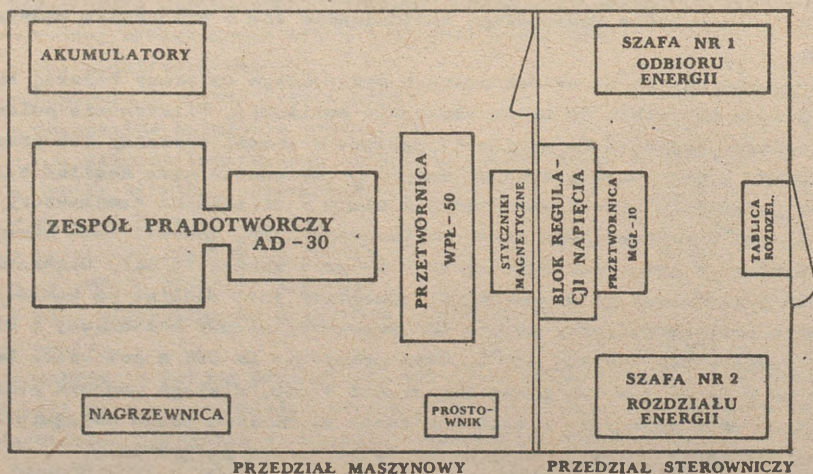 AKUMULATORY
SZAFA NR 1
ODBIORU
ENERGII
ZESPÓŁ PRĄDOTWÓRCZY
AD-30
PRZETWORNICA
WPŁ-50
STYCZNIKI
MAGNETYCZNE
BLOK REGULA-
CJI NAPIĘCIA
PRZETWORNICA
MGŁ-10
TABLICA
ROZDZEL.
NAGRZEWNICA
PROSTO-
WNIK
SZAFA NR 2
ROZDZIAŁU
ENERGII
PRZEDZIAŁ MASZYNOWY
PRZEDZIAŁ STEROWNICZY